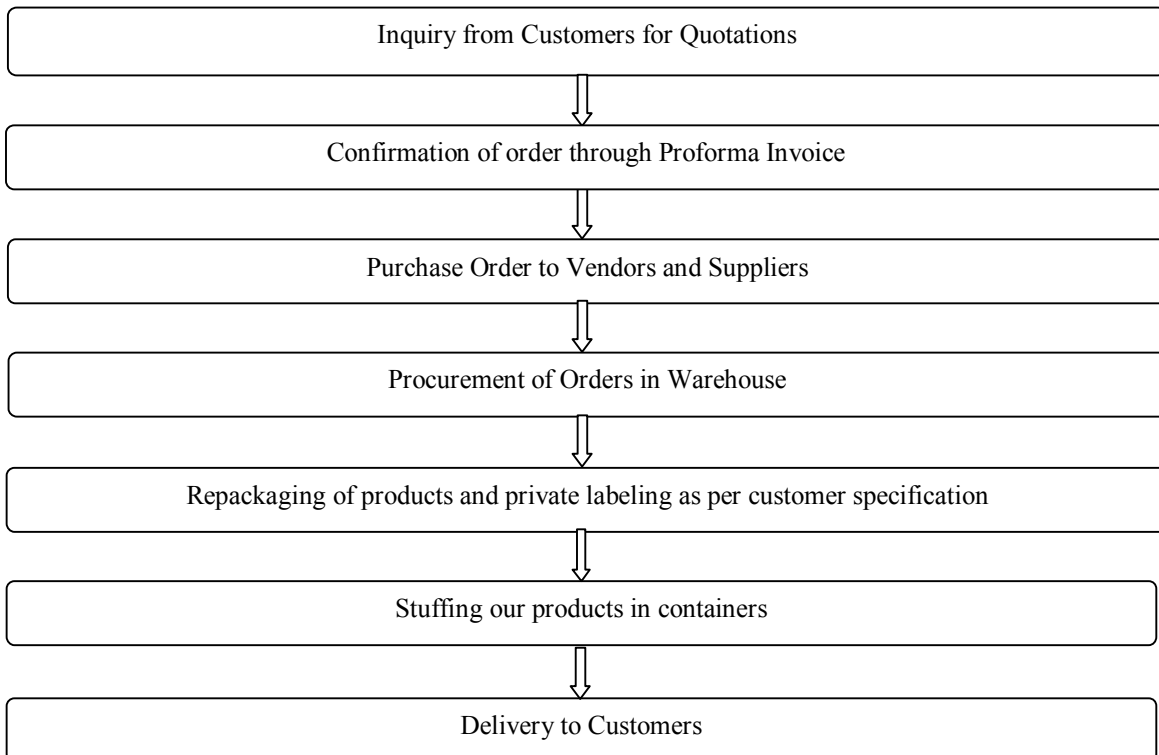 Inquiry from Customers for Quotations
Confirmation of order through Proforma Invoice
Purchase Order to Vendors and Suppliers
Procurement of Orders in Warehouse
Repackaging of products and private labeling as per customer specification
Stuffing our products in containers
Delivery to Customers